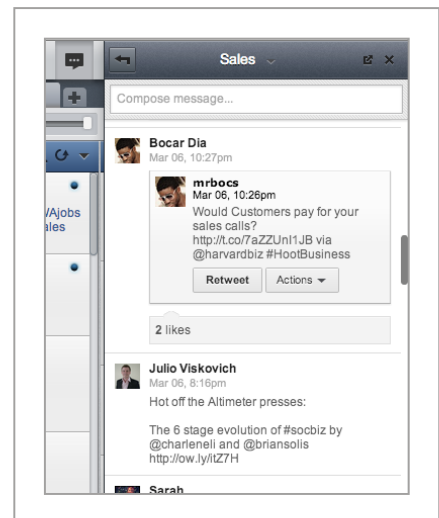 Sales
Compose message...
/Ajobs
ales
Bocar Dia
Mar 06, 10:27pm
mrbocs
Mar 06, 10:26pm
Would Customers pay for your
sales calls?
http://t.co/7aZZUnI1JB via
@harvardbiz #HootBusiness
Retweet
Actions
2 likes
Julio Viskovich
Mar 06, 8:16pm
Hot off the Altimeter presses:
The 6 stage evolution of #socbiz by
@charleneli and @briansolis
http://ow.ly/itZ7H
Sarah